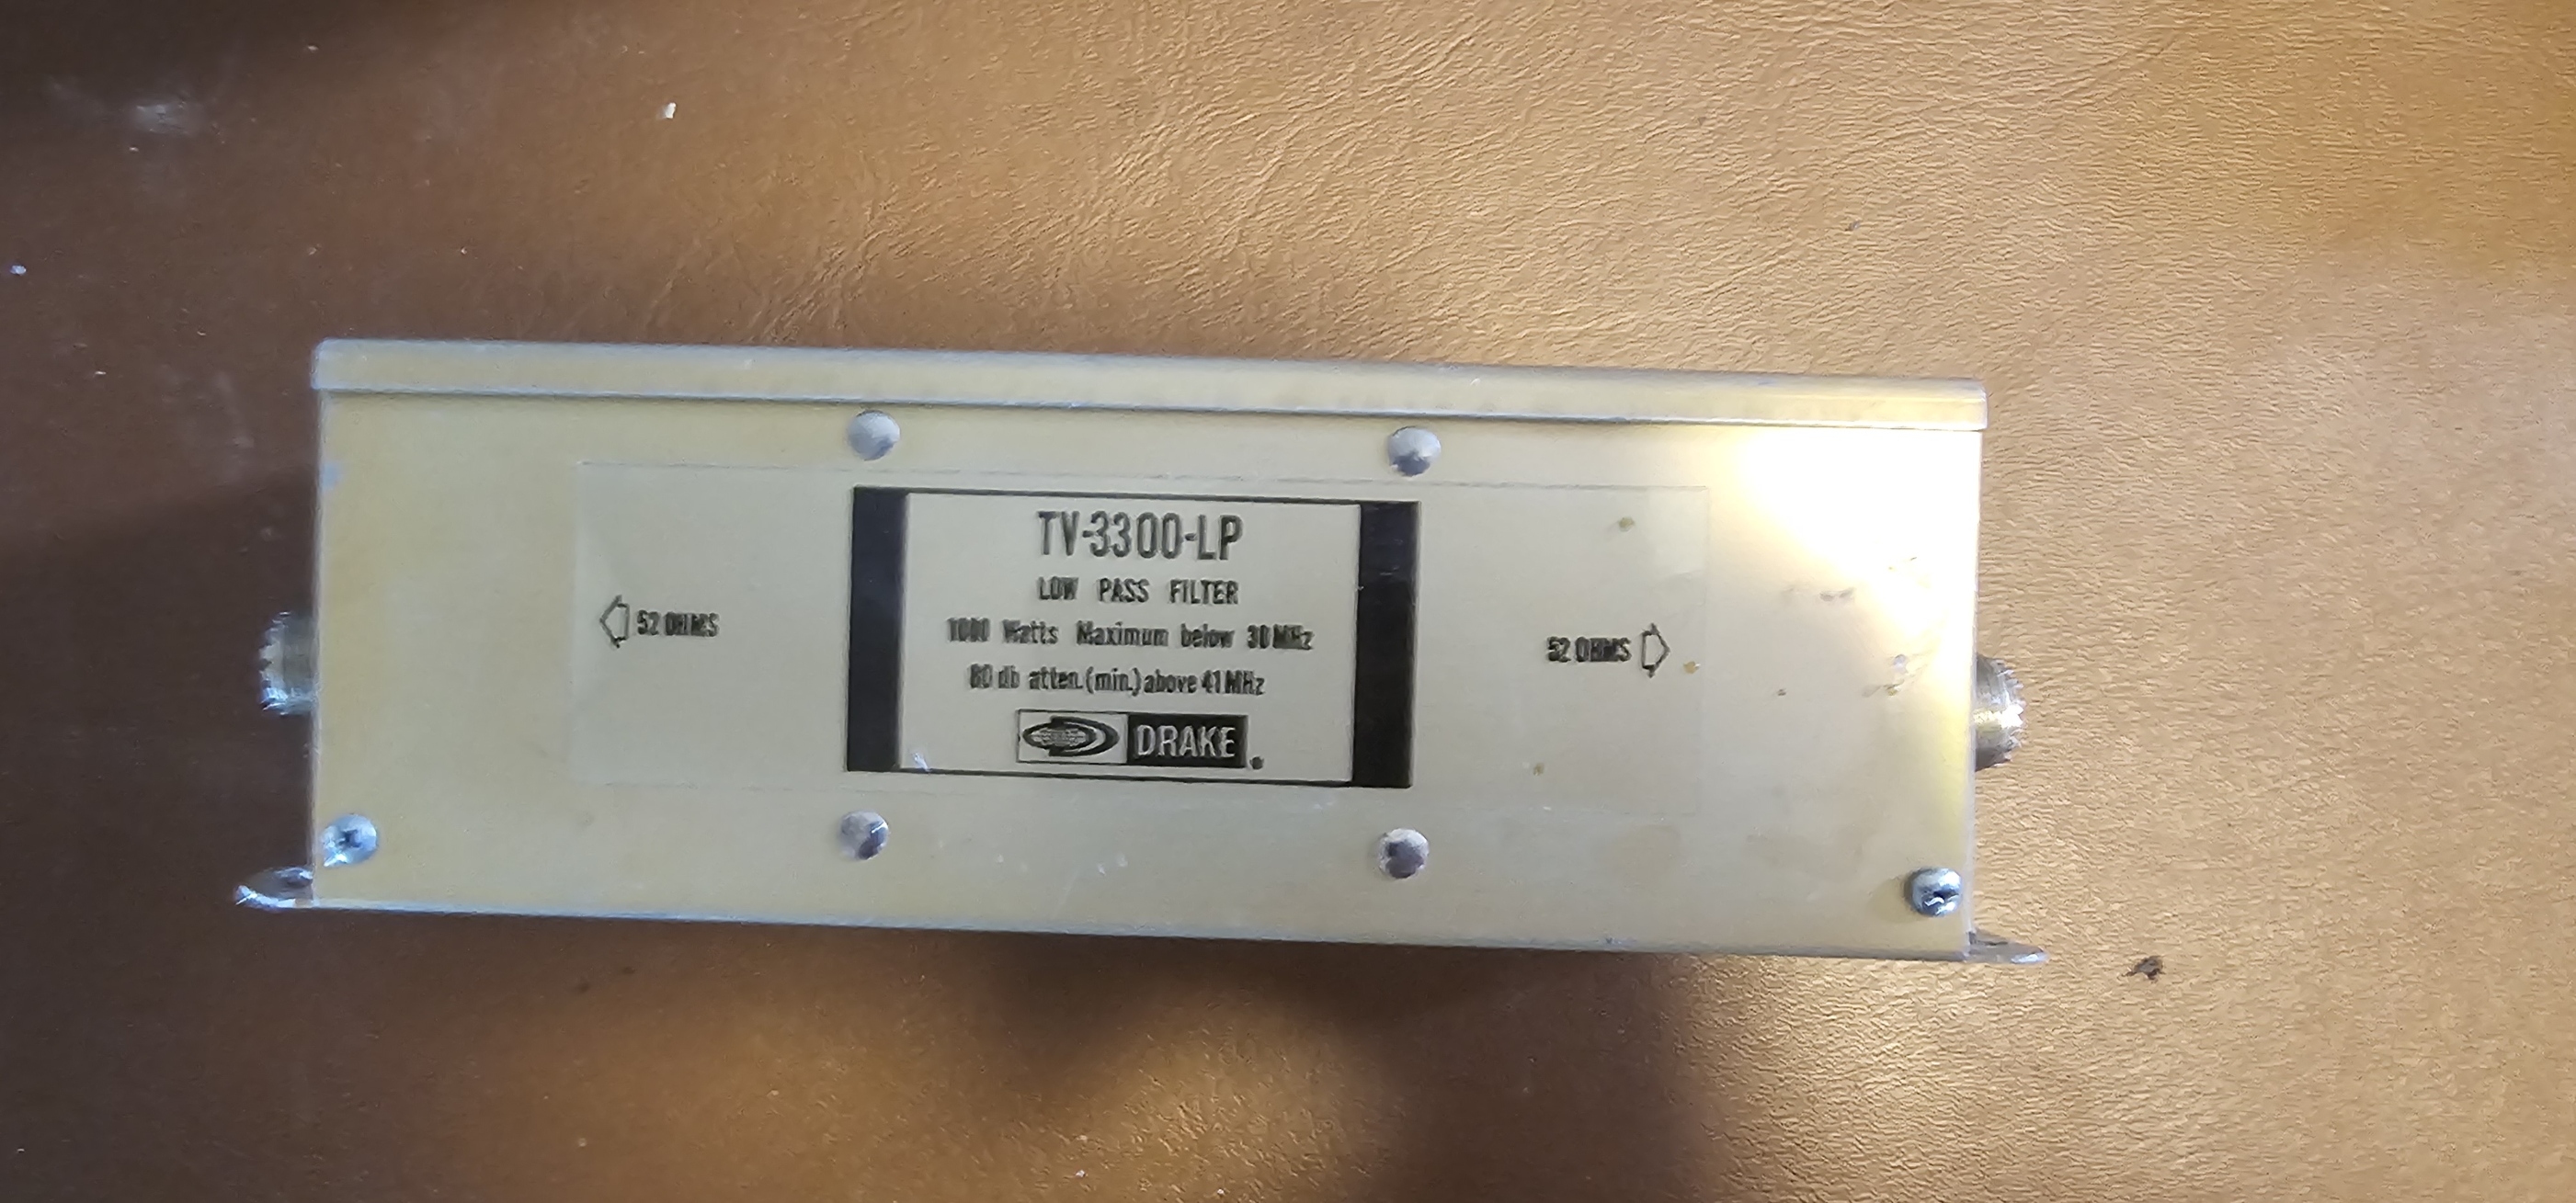 TV-3300-LP
LOW PASS FILTER
1000 Watts Maximum below 30 MHz
80 db atten. (min.) above 41 MHz
52 OHMS
52 OHMS
DRAKE